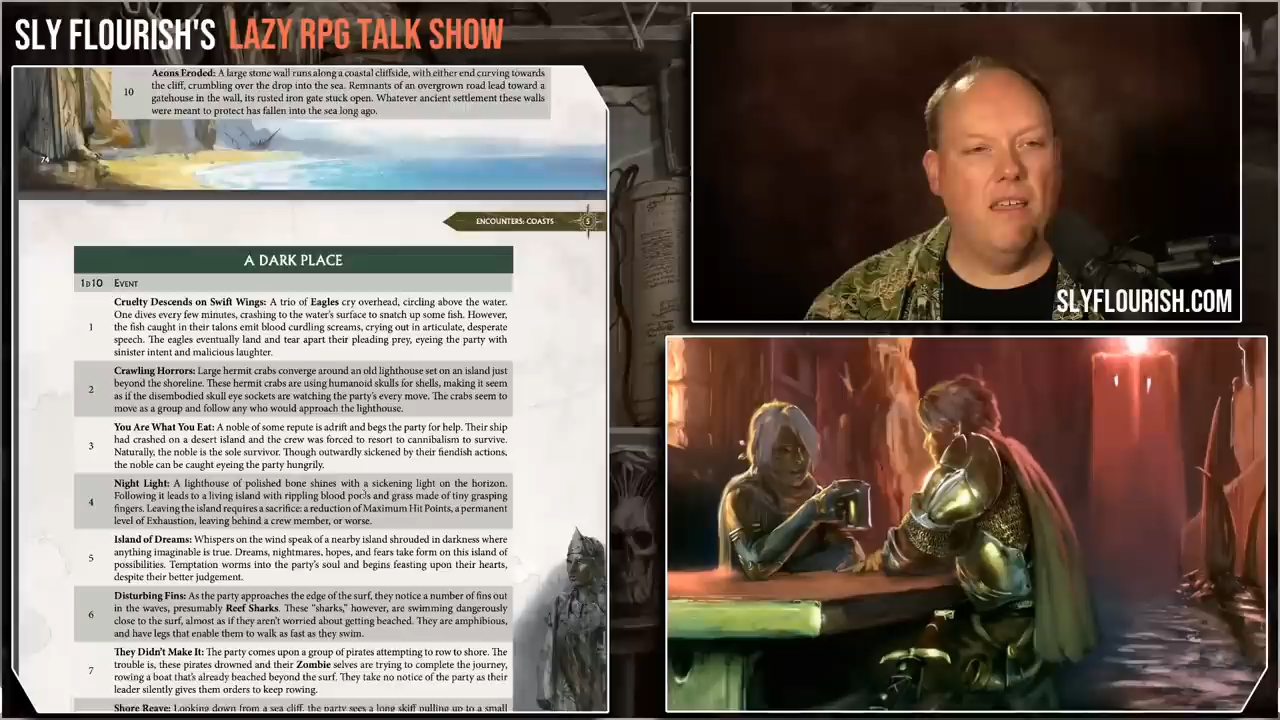 SLY FLOURISH'S LAZY RPG TALK SHOW
Aeons Eroded: A large stone wall runs along a coastal cliffside, with either end curving towards
10 the cliff, crumbling over the drop into the sea. Remnants of an overgrown road lead toward a
gatehouse in the wall, its rusted iron gate stuck open. Whatever ancient settlement these walls
were meant to protect has fallen into the sea long ago.
74
ENCOUNTERS: COASTS 5
A DARK PLACE
1D10 EVENT
Cruelty Descends on Swift Wings: A trio of Eagles cry overhead, circling above the water.
One dives every few minutes, crashing to the water's surface to snatch up some fish. However,
1 the fish caught in their talons emit blood curdling screams, crying out in articulate, desperate
speech. The eagles eventually land and tear apart their pleading prey, eyeing the party with
sinister intent and malicious laughter.
Crawling Horrors: Large hermit crabs converge around an old lighthouse set on an island just
2 beyond the shoreline. These hermit crabs are using humanoid skulls for shells, making it seem
as if the disembodied skull eye sockets are watching the party's every move. The crabs seem to
move as a group and follow any who would approach the lighthouse.
You Are What You Eat: A noble of some repute is adrift and begs the party for help. Their ship
3 had crashed on a desert island and the crew was forced to resort to cannibalism to survive.
Naturally, the noble is the sole survivor. Though outwardly sickened by their fiendish actions,
the noble can be caught eyeing the party hungrily.
Night Light: A lighthouse of polished bone shines with a sickening light on the horizon.
4 Following it leads to a living island with rippling blood pools and grass made of tiny grasping
fingers. Leaving the island requires a sacrifice: a reduction of Maximum Hit Points, a permanent
level of Exhaustion, leaving behind a crew member, or worse.
Island of Dreams: Whispers on the wind speak of a nearby island shrouded in darkness where
5 anything imaginable is true. Dreams, nightmares, hopes, and fears take form on this island of
possibilities. Temptation worms into the party's soul and begins feasting upon their hearts,
despite their better judgement.
Disturbing Fins: As the party approaches the edge of the surf, they notice a number of fins out
6 in the waves, presumably Reef Sharks. These "sharks," however, are swimming dangerously
close to the surf, almost as if they aren't worried about getting beached. They are amphibious,
and have legs that enable them to walk as fast as they swim.
They Didn't Make It: The party comes upon a group of pirates attempting to row to shore. The
7 trouble is, these pirates drowned and their Zombie selves are trying to complete the journey,
rowing a boat that's already beached beyond the surf. They take no notice of the party as their
leader silently gives them orders to keep rowing.
Shore Reave: Looking down from a sea cliff, the party sees a long skiff pulling up to a small
SLYFLOURISH.COM